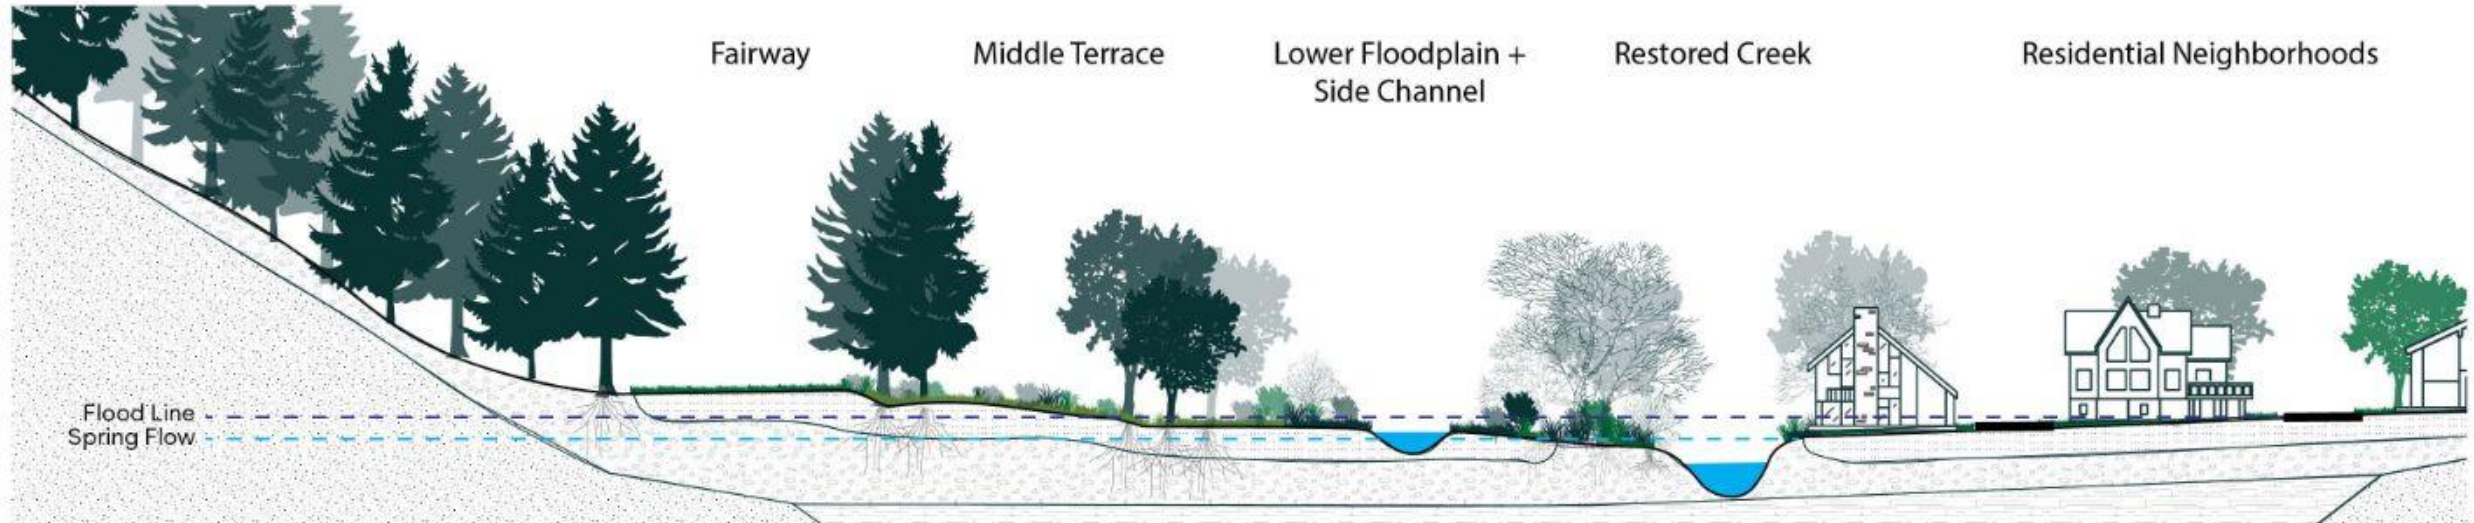 Fairway
Middle Terrace
Lower Floodplain +
Side Channel
Restored Creek
Residential Neighborhoods
Flood Line
Spring Flow